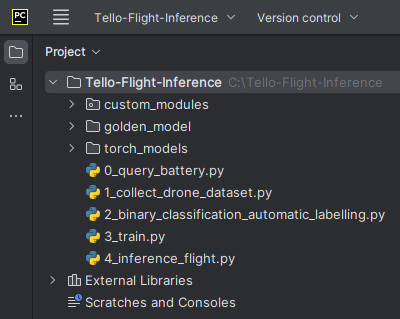 PC Tello-Flight-Inference Version control
Project
Tello-Flight-Inference C:\Tello-Flight-Inference
custom_modules
golden_model
torch_models
0_query_battery.py
1_collect_drone_dataset.py
2_binary_classification_automatic_labelling.py
3_train.py
4_inference_flight.py
External Libraries
Scratches and Consoles